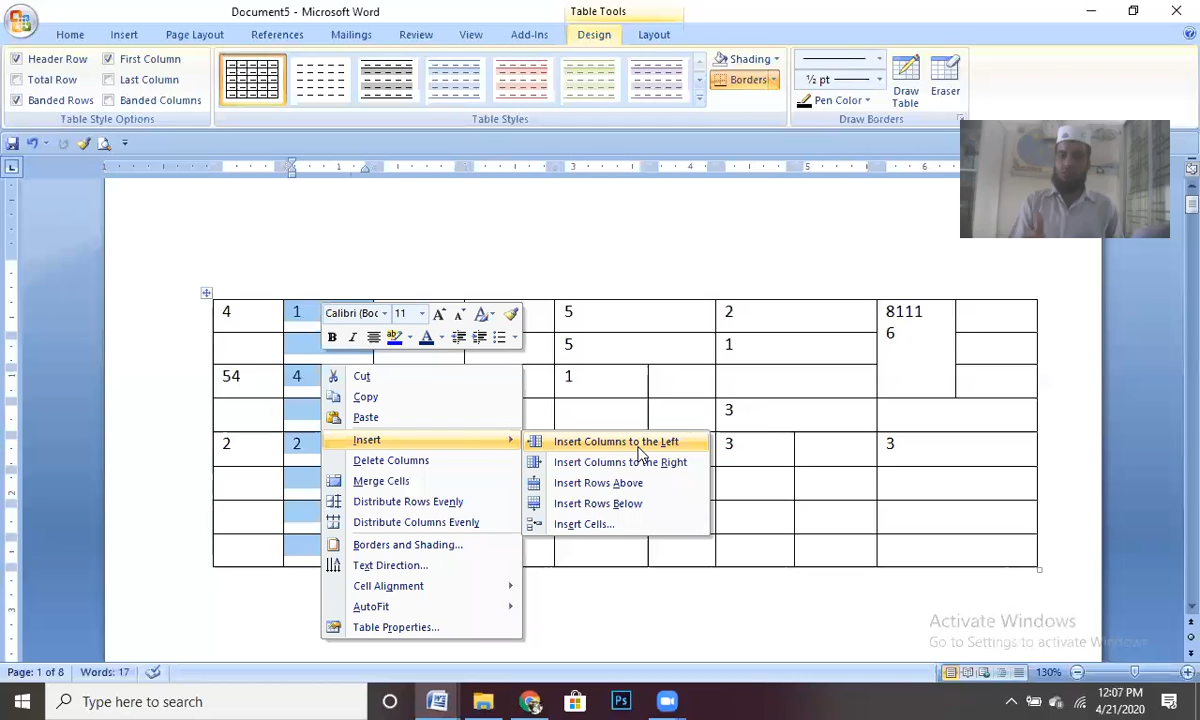 Document5 - Microsoft Word
Table Tools
Home Insert Page Layout References Mailings Review View Add-Ins Design Layout
Header Row First Column
Total Row Last Column
Banded Rows Banded Columns
Shading
Borders
½ pt
Pen Color
Draw Table
Eraser
Table Style Options
Table Styles
Draw Borders
1 1 3 5 6
4 1 5 2 8111
6
5 1
54 4 1
3
2 2 3 3
Calibri (Boc 11
Cut
Copy
Paste
Insert
Delete Columns
Merge Cells
Distribute Rows Evenly
Distribute Columns Evenly
Borders and Shading...
Text Direction...
Cell Alignment
AutoFit
Table Properties...
Insert Columns to the Left
Insert Columns to the Right
Insert Rows Above
Insert Rows Below
Insert Cells...
Activate Windows
Go to Settings to activate Windows.
Page: 1 of 8 Words: 17 130%
Type here to search
12:07 PM
4/21/2020